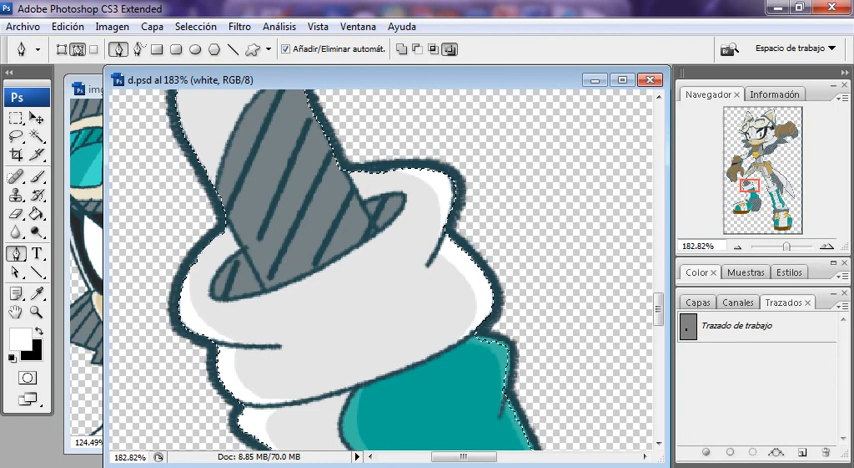 Ps Adobe Photoshop CS3 Extended
Archivo Edición Imagen Capa Selección Filtro Análisis Vista Ventana Ayuda
Añadir/Eliminar automát. Espacio de trabajo
Ps
d.psd al 183% (white, RGB/8)
Navegador × Información
182.82%
Color × Muestras Estilos
Capas Canales Trazados ×
Trazado de trabajo
T
124.49%
182.82% Doc: 8.85 MB/70.0 MB